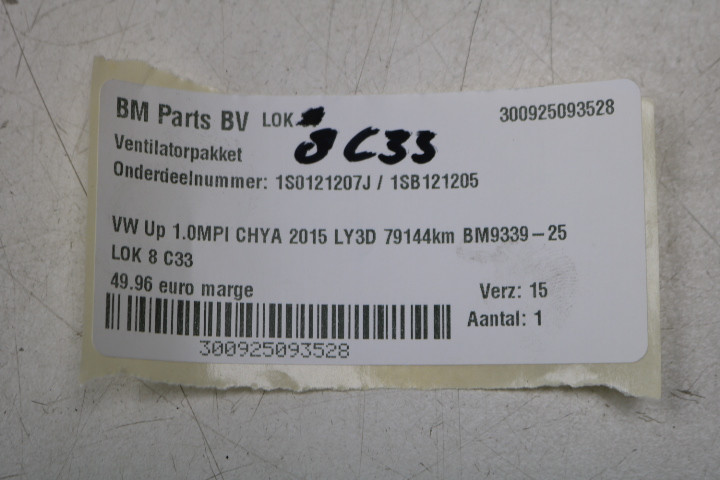 BM Parts BV LOK 300925093528
8 C33
Ventilatorpakket
Onderdeelnummer: 1S0121207J / 1SB121205
VW Up 1.0MPI CHYA 2015 LY3D 79144km BM9339-25
LOK 8 C33
49.96 euro marge Verz: 15
Aantal: 1
300925093528